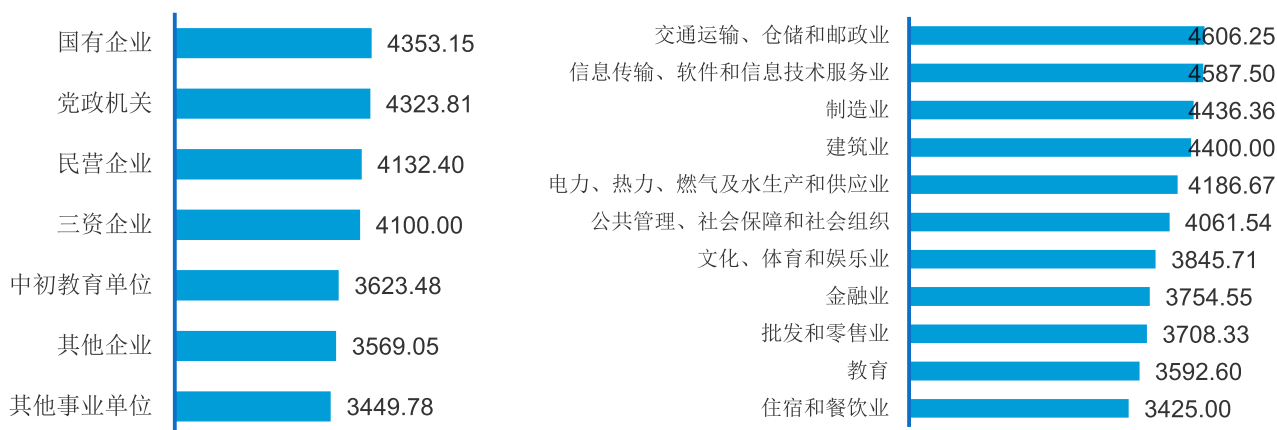 国有企业 4353.15
党政机关 4323.81
民营企业 4132.40
三资企业 4100.00
中初教育单位 3623.48
其他企业 3569.05
其他事业单位 3449.78
交通运输、仓储和邮政业 4606.25
信息传输、软件和信息技术服务业 4587.50
制造业 4436.36
建筑业 4400.00
电力、热力、燃气及水生产和供应业 4186.67
公共管理、社会保障和社会组织 4061.54
文化、体育和娱乐业 3845.71
金融业 3754.55
批发和零售业 3708.33
教育 3592.60
住宿和餐饮业 3425.00